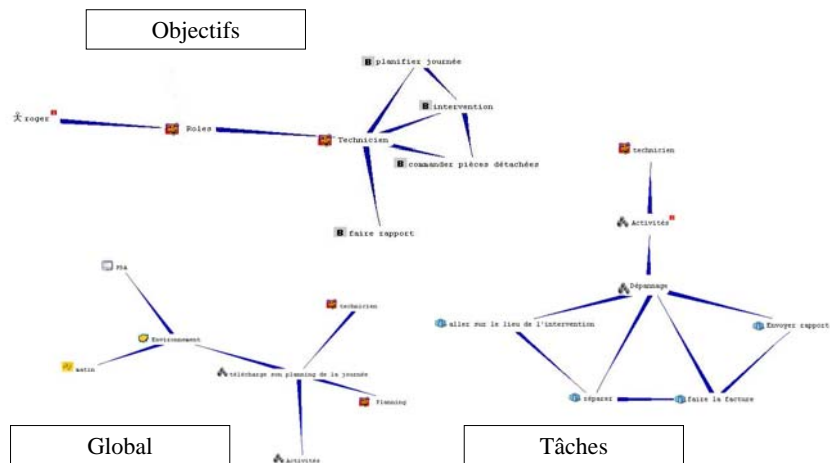 Objectifs
planifier journée
intervention
roger
Roles
Technicien
commander pièces détachées
faire rapport
technicien
Activités
Dépannage
aller sur le lieu de l'intervention
Envoyer rapport
réparer
faire la facture
Tâches
PDA
technicien
Environnement
matin
télécharge son planning de la journée
Planning
Activités
Global